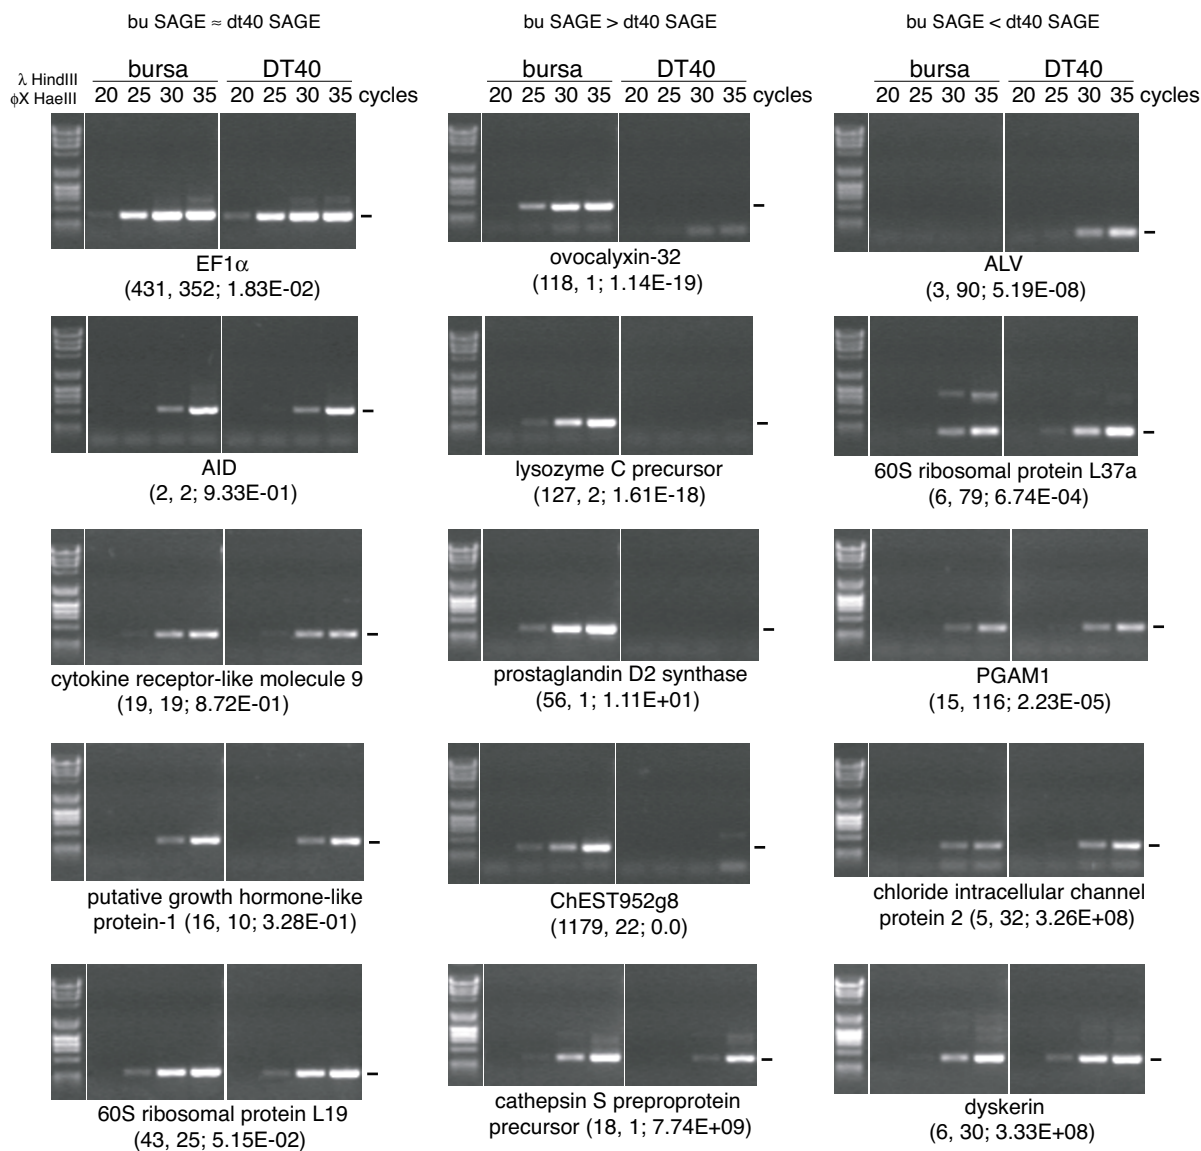 bu SAGE ≈ dt40 SAGE
bu SAGE > dt40 SAGE
bu SAGE < dt40 SAGE
λ HindIII
φX HaeIII
bursa DT40
20 25 30 35 20 25 30 35 cycles
bursa DT40
20 25 30 35 20 25 30 35 cycles
bursa DT40
20 25 30 35 20 25 30 35 cycles
EF1α
(431, 352; 1.83E-02)
ovocalyxin-32
(118, 1; 1.14E-19)
ALV
(3, 90; 5.19E-08)
AID
(2, 2; 9.33E-01)
lysozyme C precursor
(127, 2; 1.61E-18)
60S ribosomal protein L37a
(6, 79; 6.74E-04)
cytokine receptor-like molecule 9
(19, 19; 8.72E-01)
prostaglandin D2 synthase
(56, 1; 1.11E+01)
PGAM1
(15, 116; 2.23E-05)
putative growth hormone-like
protein-1 (16, 10; 3.28E-01)
ChEST952g8
(1179, 22; 0.0)
chloride intracellular channel
protein 2 (5, 32; 3.26E+08)
60S ribosomal protein L19
(43, 25; 5.15E-02)
cathepsin S preproprotein
precursor (18, 1; 7.74E+09)
dyskerin
(6, 30; 3.33E+08)